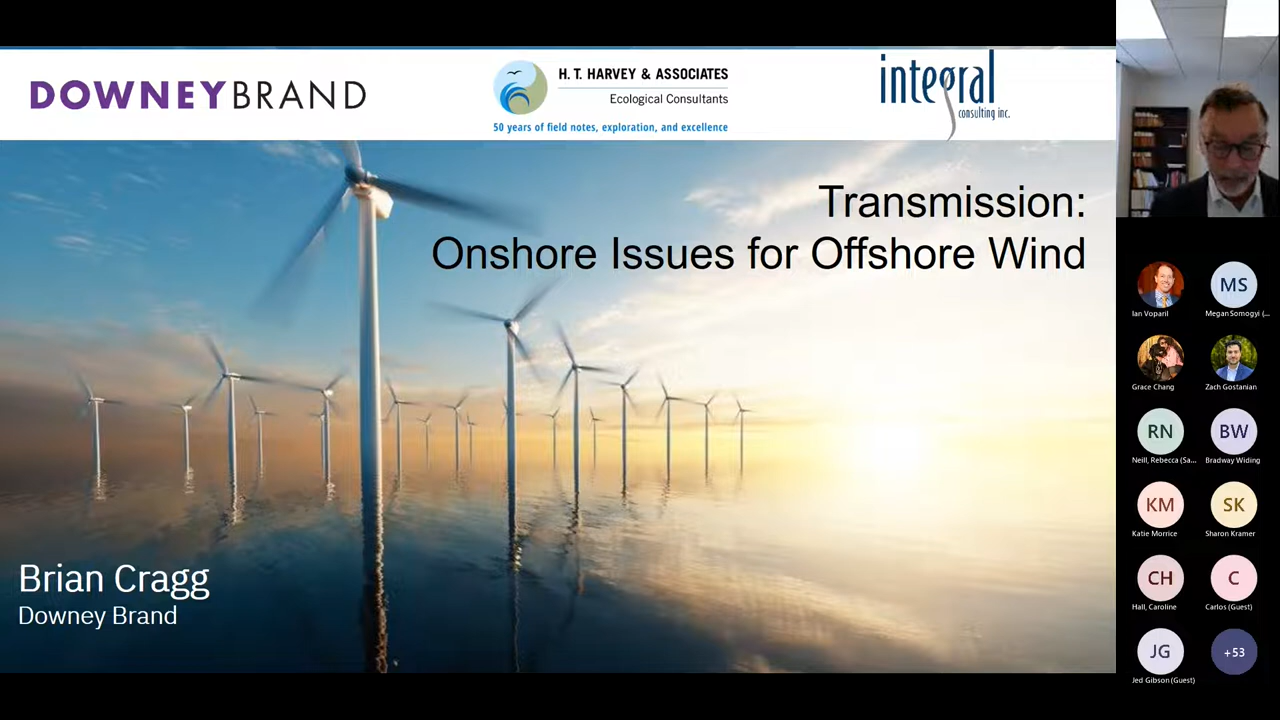 DOWNEYBRAND
H. T. HARVEY & ASSOCIATES
Ecological Consultants
50 years of field notes, exploration, and excellence
integral
consulting inc.
Transmission:
Onshore Issues for Offshore Wind
Brian Cragg
Downey Brand
Ian Voparil
MS
Megan Somogyi (...
Grace Chang
Zach Gostanian
RN
Neill, Rebecca (Sa...
BW
Bradway Widing
KM
Katie Morrice
SK
Sharon Kramer
CH
Hall, Caroline
C
Carlos (Guest)
JG
Jed Gibson (Guest)
+53